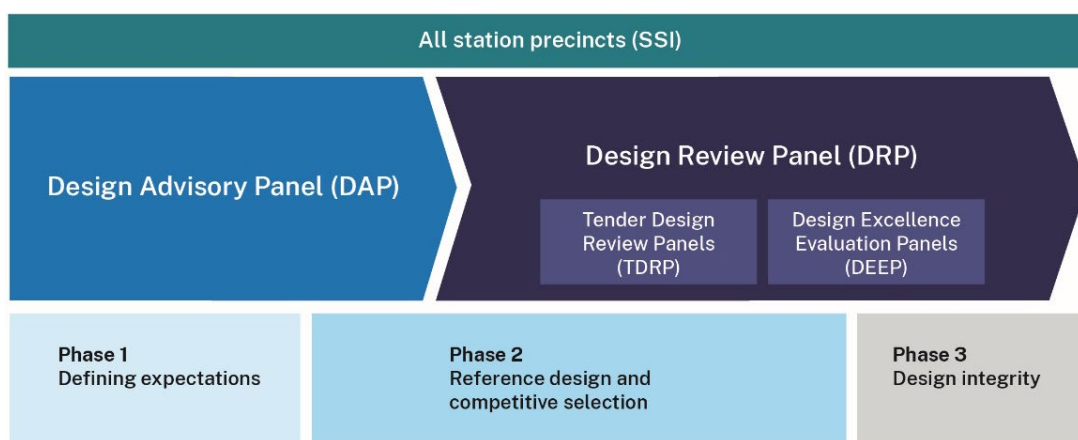 All station precincts (SSI)
Design Advisory Panel (DAP)
Design Review Panel (DRP)
Tender Design
Review Panels
(TDRP)
Design Excellence
Evaluation Panels
(DEEP)
Phase 1
Defining expectations
Phase 2
Reference design and
competitive selection
Phase 3
Design integrity